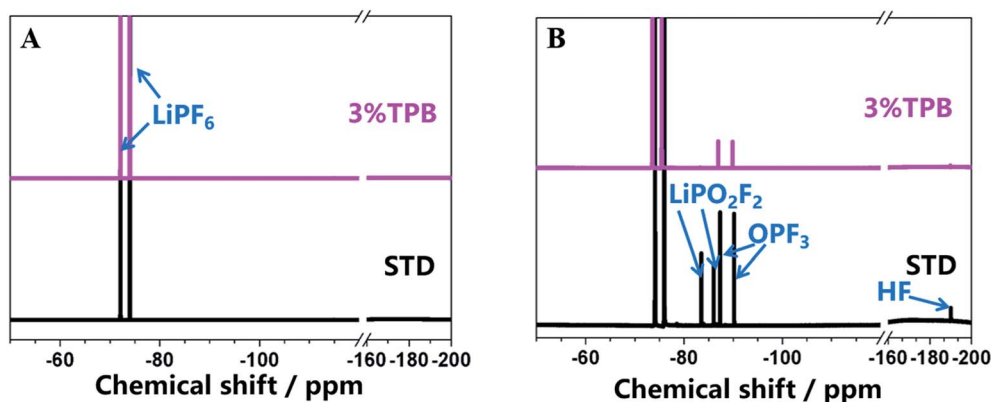 A
LiPF₆
3%TPB
STD
-60
-80
-100
-160
-180
-200
Chemical shift / ppm
B
3%TPB
LiPO₂F₂
OPF₃
STD
HF
-60
-80
-100
-160
-180
-200
Chemical shift / ppm